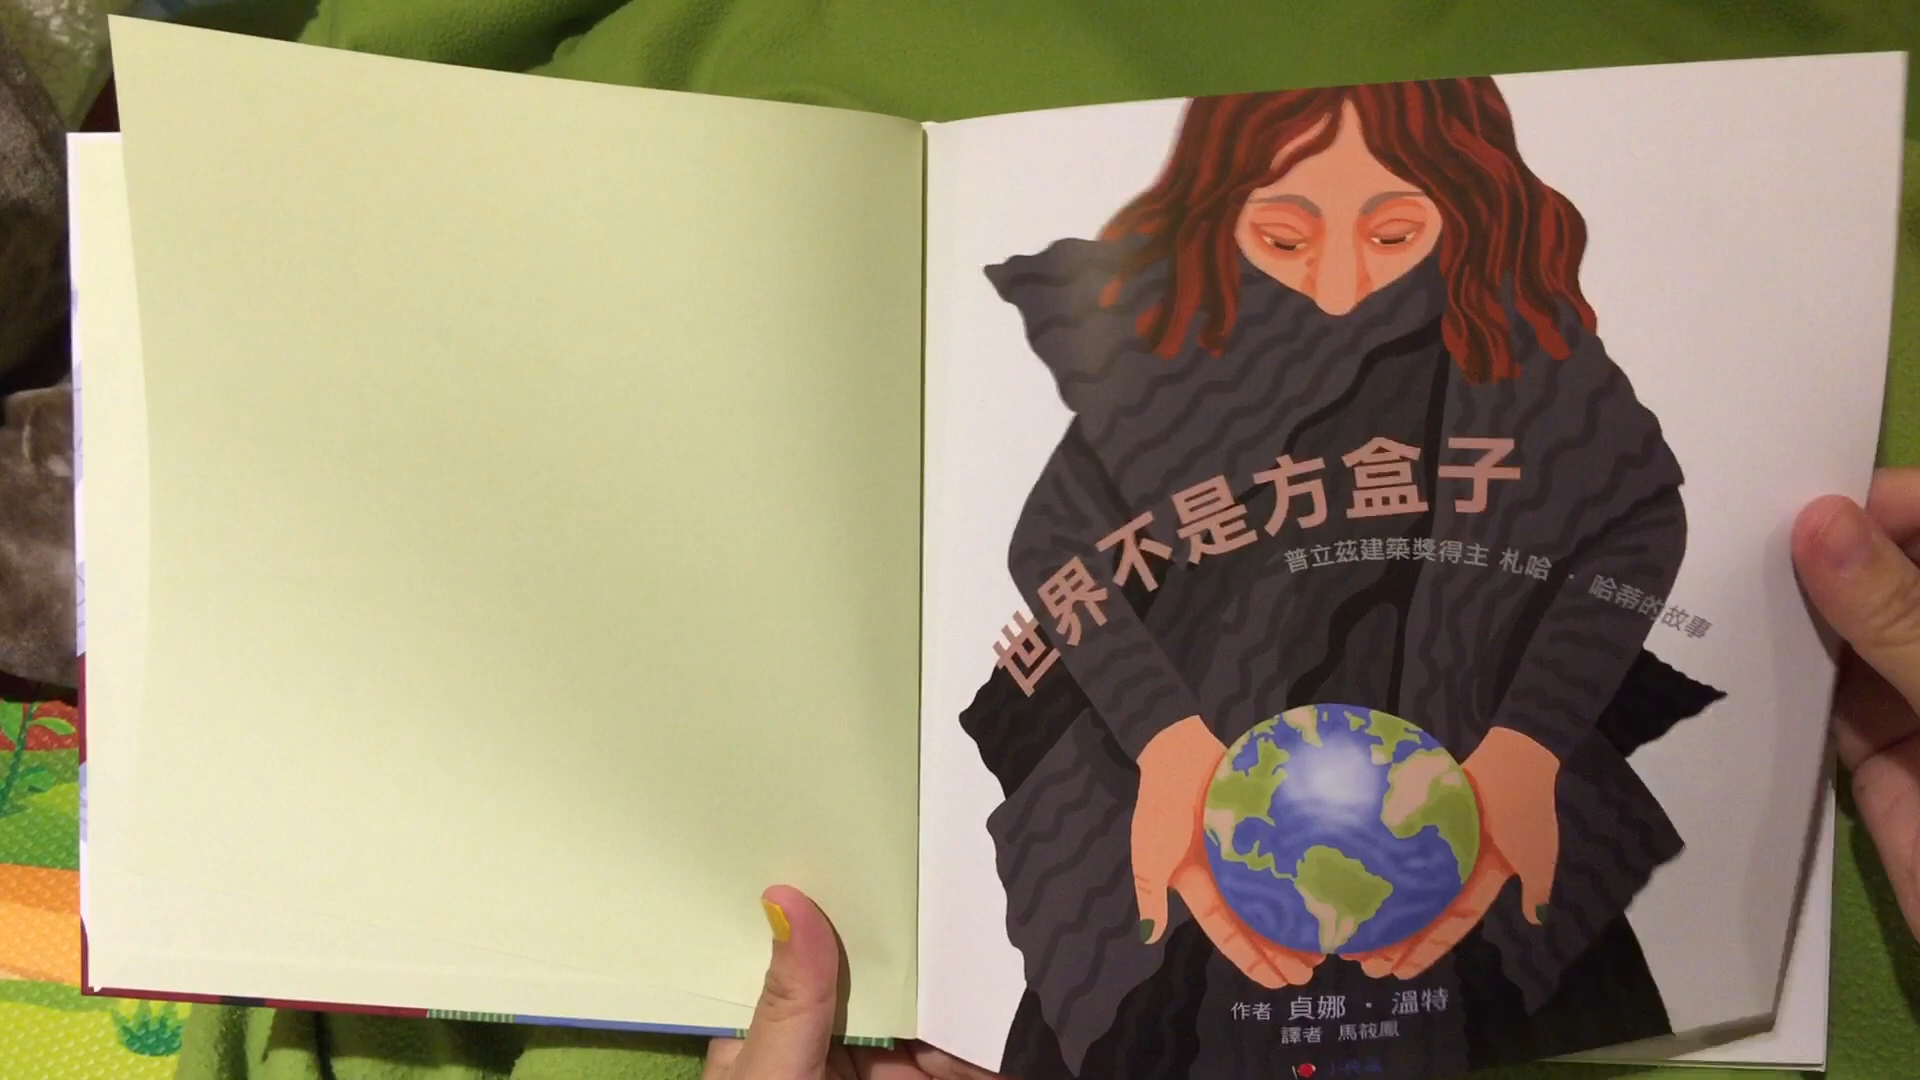 世界不是方盒子
普立茲建築獎得主 札哈・哈蒂的故事
作者 貞娜・溫特
譯者 馬筱鳳